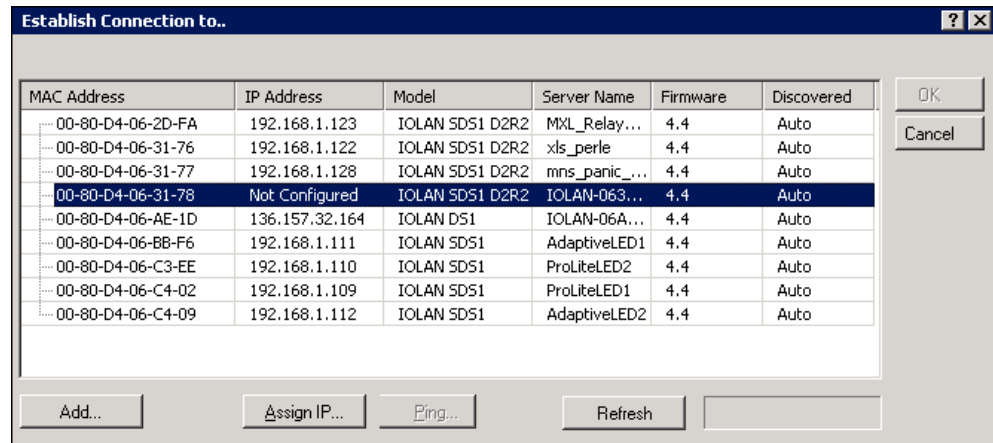 Establish Connection to..
MAC Address IP Address Model Server Name Firmware Discovered
00-80-D4-06-2D-FA 192.168.1.123 IOLAN SDS1 D2R2 MXL_Relay... 4.4 Auto
00-80-D4-06-31-76 192.168.1.122 IOLAN SDS1 D2R2 xls_perle 4.4 Auto
00-80-D4-06-31-77 192.168.1.128 IOLAN SDS1 D2R2 mns_panic_... 4.4 Auto
00-80-D4-06-31-78 Not Configured IOLAN SDS1 D2R2 IOLAN-063... 4.4 Auto
00-80-D4-06-AE-1D 136.157.32.164 IOLAN DS1 IOLAN-06A... 4.4 Auto
00-80-D4-06-BB-F6 192.168.1.111 IOLAN SDS1 AdaptiveLED1 4.4 Auto
00-80-D4-06-C3-EE 192.168.1.110 IOLAN SDS1 ProLiteLED2 4.4 Auto
00-80-D4-06-C4-02 192.168.1.109 IOLAN SDS1 ProLiteLED1 4.4 Auto
00-80-D4-06-C4-09 192.168.1.112 IOLAN SDS1 AdaptiveLED2 4.4 Auto
OK
Cancel
Add... Assign IP... Ping... Refresh